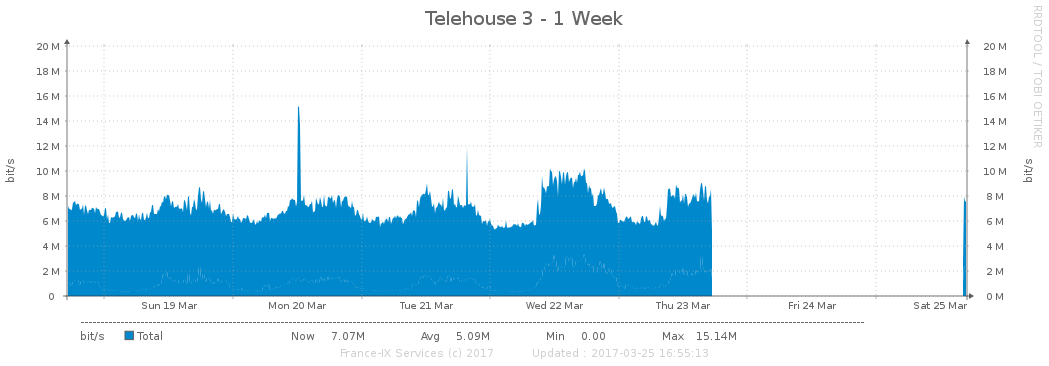 Telehouse 3 - 1 Week
RRDTOOL / TOBI OETIKER
bit/s
bit/s
20 M 20 M
18 M 18 M
16 M 16 M
14 M 14 M
12 M 12 M
10 M 10 M
8 M 8 M
6 M 6 M
4 M 4 M
2 M 2 M
0 0 M
Sun 19 Mar Mon 20 Mar Tue 21 Mar Wed 22 Mar Thu 23 Mar Fri 24 Mar Sat 25 Mar
bit/s Total Now 7.07M Avg 5.09M Min 0.00 Max 15.14M
France-IX Services (c) 2017 Updated : 2017-03-25 16:55:13